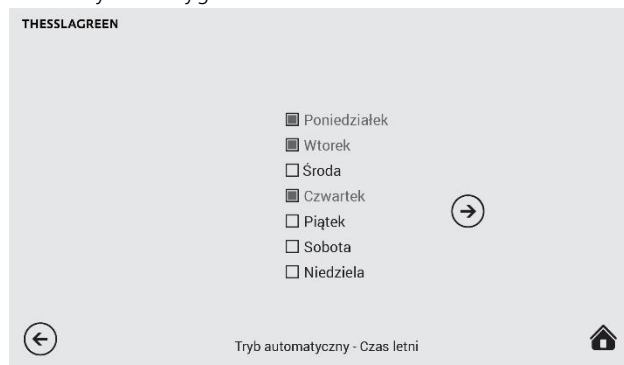 THESSLAGREEN
Poniedziałek
Wtorek
Środa
Czwartek
Piątek
Sobota
Niedziela
Tryb automatyczny - Czas letni